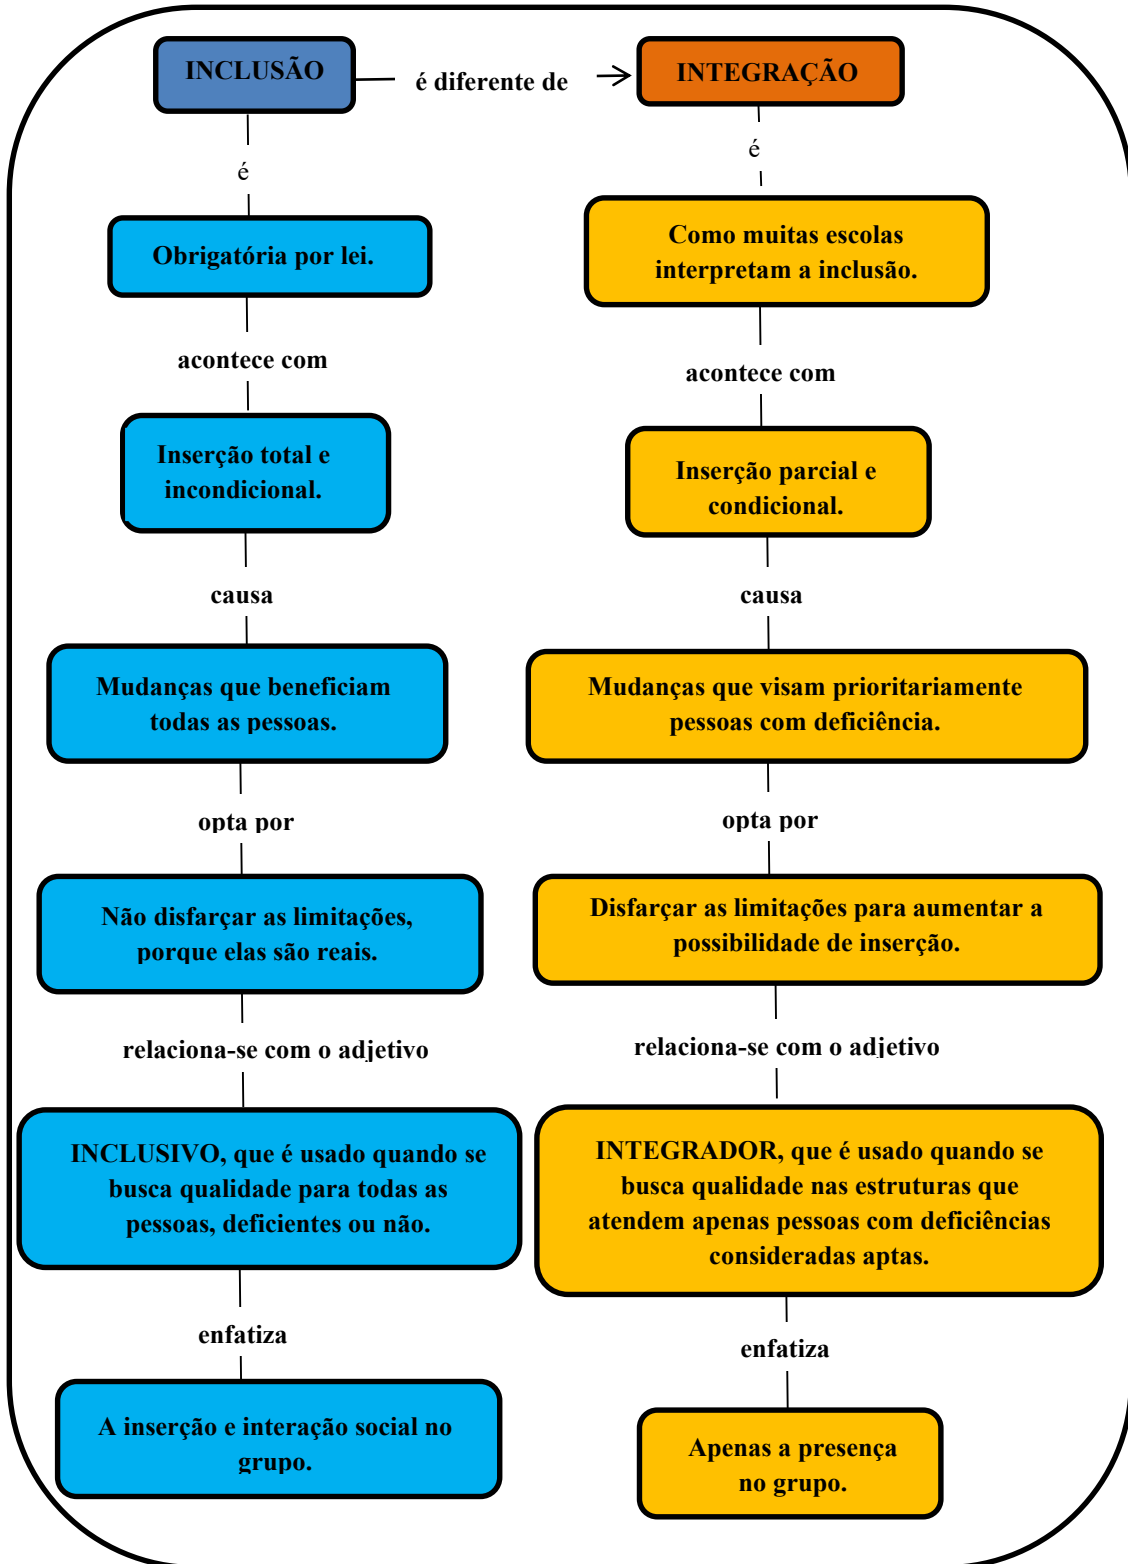 INCLUSÃO
é diferente de
INTEGRAÇÃO
é
Obrigatória por lei.
acontece com
Inserção total e
incondicional.
causa
Mudanças que beneficiam
todas as pessoas.
opta por
Não disfarçar as limitações,
porque elas são reais.
relaciona-se com o adjetivo
INCLUSIVO, que é usado quando se
busca qualidade para todas as
pessoas, deficientes ou não.
enfatiza
A inserção e interação social no
grupo.
é
Como muitas escolas
interpretam a inclusão.
acontece com
Inserção parcial e
condicional.
causa
Mudanças que visam prioritariamente
pessoas com deficiência.
opta por
Disfarçar as limitações para aumentar a
possibilidade de inserção.
relaciona-se com o adjetivo
INTEGRADOR, que é usado quando se
busca qualidade nas estruturas que
atendem apenas pessoas com deficiências
consideradas aptas.
enfatiza
Apenas a presença
no grupo.